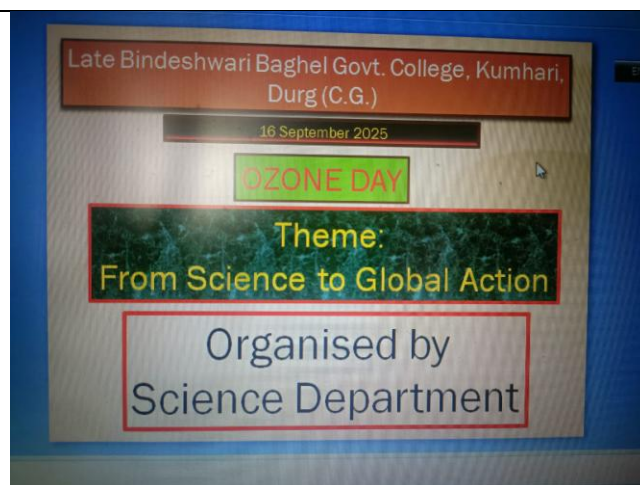 Late Bindeshwari Baghel Govt. College, Kumhari,
Durg (C.G.)
16 September 2025
OZONE DAY
Theme:
From Science to Global Action
Organised by
Science Department